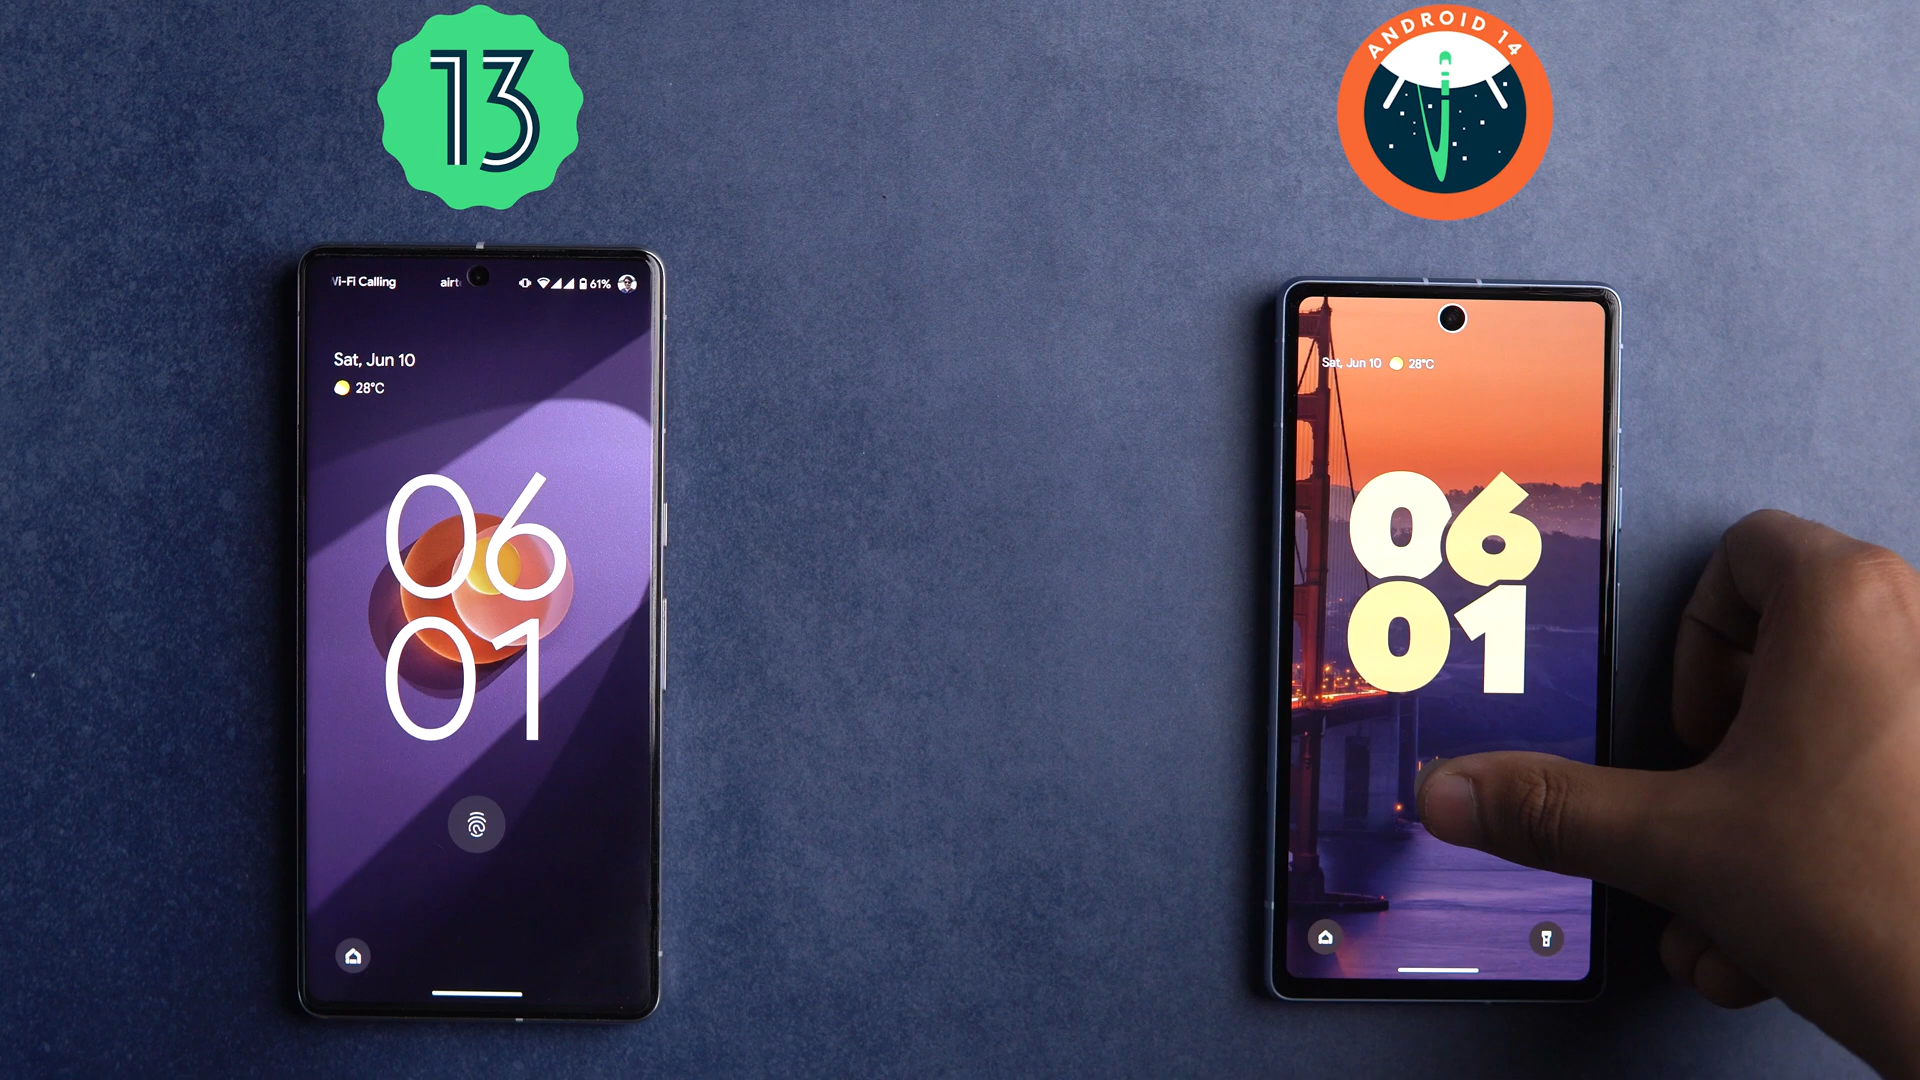 13
ANDROID 14
Wi-Fi Calling airt 61%
Sat, Jun 10
28°C
06
01
Sat, Jun 10 28°C
06
01